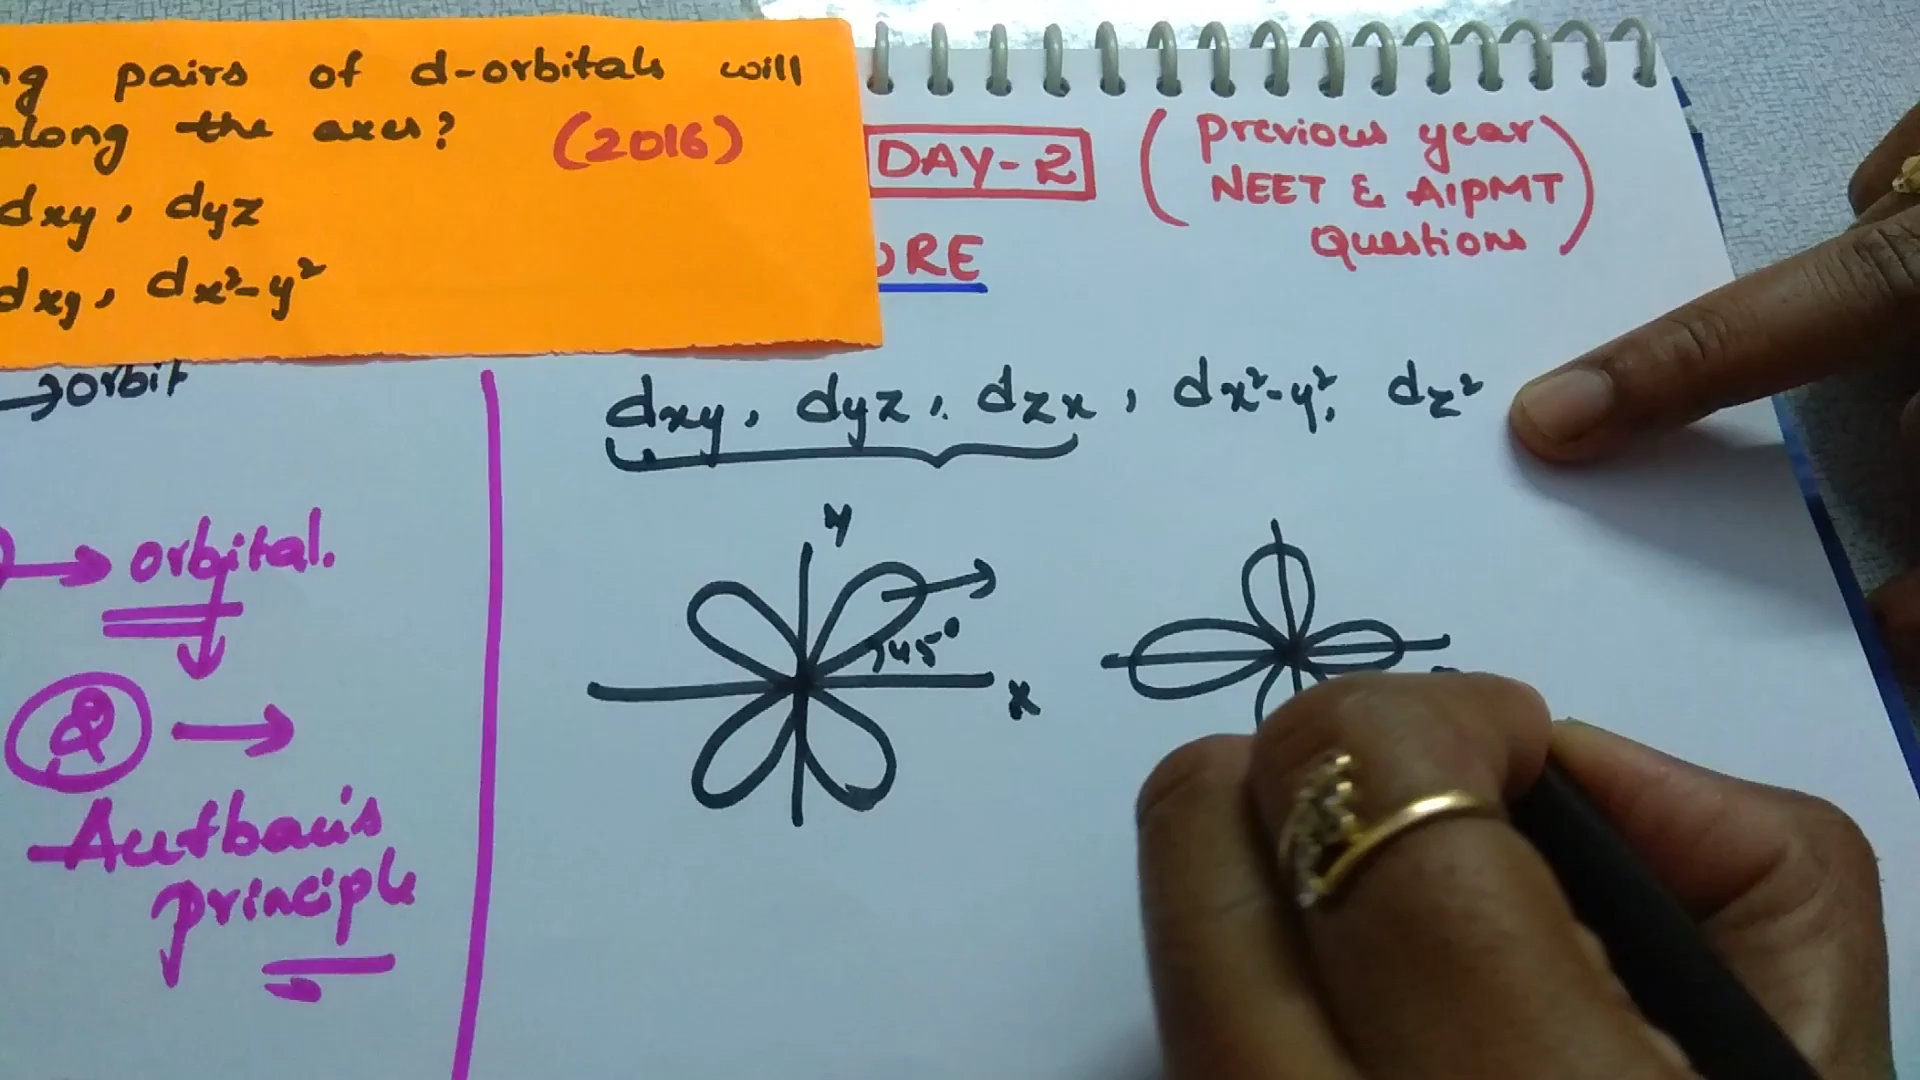 pairs of d-orbitals will
along the axes? (2016)
dxy, dyz
dxy, dx²-y²
DAY-2
(previous year
NEET & AIPMT
Questions)
ORE
→orbit
dxy, dyz, dzx, dx²-y², dz²
y
→ orbital.
45°
x
l →
Aufbau's
principle